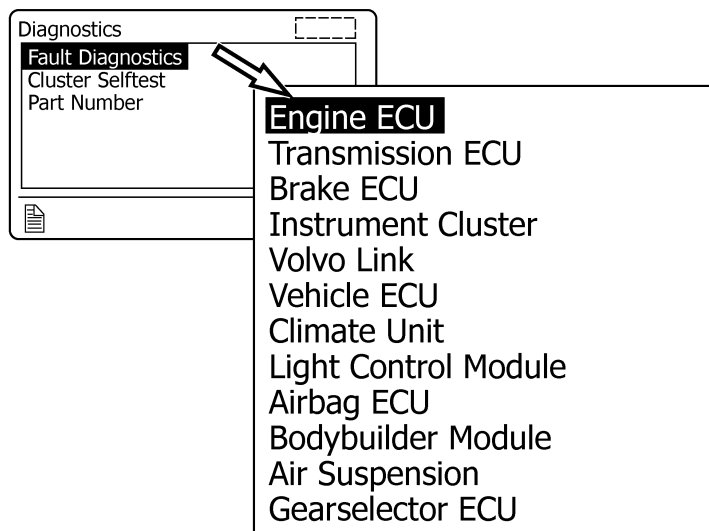 Diagnostics
Fault Diagnostics
Cluster Selftest
Part Number
Engine ECU
Transmission ECU
Brake ECU
Instrument Cluster
Volvo Link
Vehicle ECU
Climate Unit
Light Control Module
Airbag ECU
Bodybuilder Module
Air Suspension
Gearselector ECU